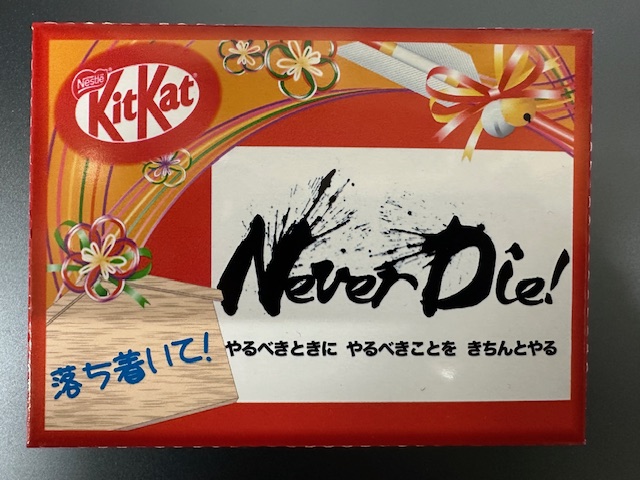 Nestlé
KitKat
Never Die!
やるべきときに やるべきことを きちんとやる
落ち着いて!